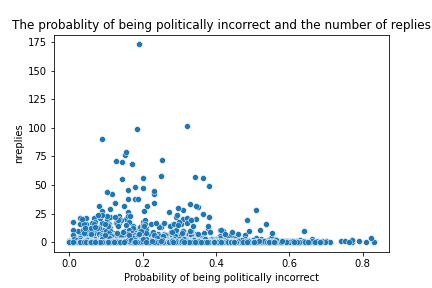 The probablity of being politically incorrect and the number of replies
175
150
125
100
75
50
25
0
nreplies
0.0 0.2 0.4 0.6 0.8
Probability of being politically incorrect